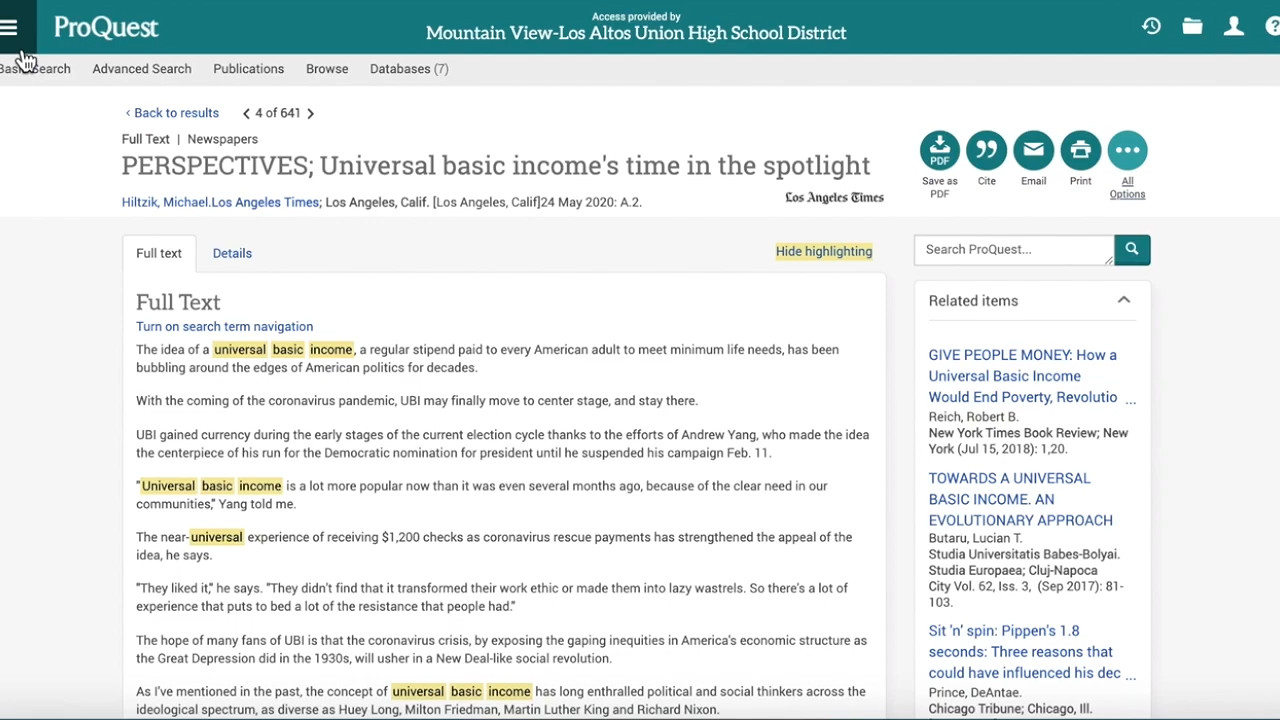 ProQuest
Access provided by
Mountain View-Los Altos Union High School District
Basic Search Advanced Search Publications Browse Databases (7)
‹ Back to results 4 of 641
Full Text | Newspapers
PERSPECTIVES; Universal basic income's time in the spotlight
Hiltzik, Michael.Los Angeles Times; Los Angeles, Calif. [Los Angeles, Calif]24 May 2020: A.2.
Los Angeles Times
PDF
Save as PDF
Cite
Email
Print
All Options
Full text Details Hide highlighting
Full Text
Turn on search term navigation
The idea of a universal basic income, a regular stipend paid to every American adult to meet minimum life needs, has been
bubbling around the edges of American politics for decades.
With the coming of the coronavirus pandemic, UBI may finally move to center stage, and stay there.
UBI gained currency during the early stages of the current election cycle thanks to the efforts of Andrew Yang, who made the idea
the centerpiece of his run for the Democratic nomination for president until he suspended his campaign Feb. 11.
"Universal basic income is a lot more popular now than it was even several months ago, because of the clear need in our
communities," Yang told me.
The near-universal experience of receiving $1,200 checks as coronavirus rescue payments has strengthened the appeal of the
idea, he says.
"They liked it," he says. "They didn't find that it transformed their work ethic or made them into lazy wastrels. So there's a lot of
experience that puts to bed a lot of the resistance that people had."
The hope of many fans of UBI is that the coronavirus crisis, by exposing the gaping inequities in America's economic structure as
the Great Depression did in the 1930s, will usher in a New Deal-like social revolution.
As I've mentioned in the past, the concept of universal basic income has long enthralled political and social thinkers across the
ideological spectrum, as diverse as Huey Long, Milton Friedman, Martin Luther King and Richard Nixon.
Search ProQuest...
Related items
GIVE PEOPLE MONEY: How a
Universal Basic Income
Would End Poverty, Revolutio ...
Reich, Robert B.
New York Times Book Review; New
York (Jul 15, 2018): 1,20.
TOWARDS A UNIVERSAL
BASIC INCOME. AN
EVOLUTIONARY APPROACH
Butaru, Lucian T.
Studia Universitatis Babes-Bolyai.
Studia Europaea; Cluj-Napoca
City Vol. 62, Iss. 3, (Sep 2017): 81-
103.
Sit 'n' spin: Pippen's 1.8
seconds: Three reasons that
could have influenced his dec ...
Prince, DeAntae.
Chicago Tribune; Chicago, Ill.